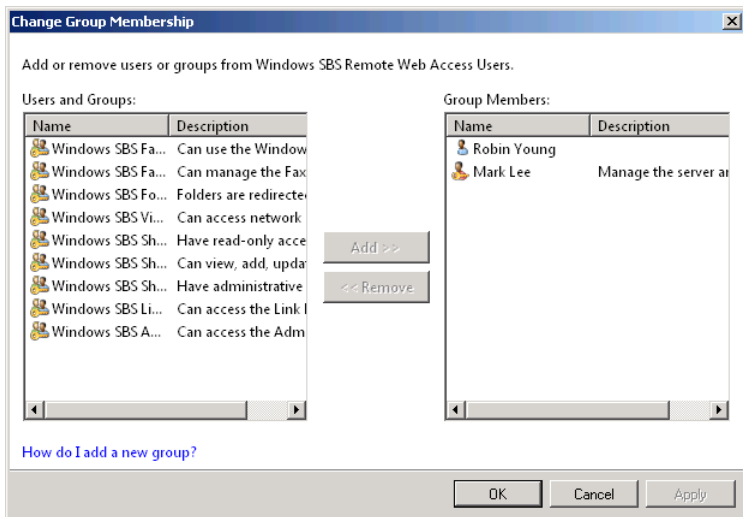 Change Group Membership
Add or remove users or groups from Windows SBS Remote Web Access Users.
Users and Groups:
Name Description
Windows SBS Fa... Can use the Window
Windows SBS Fa... Can manage the Fax
Windows SBS Fo... Folders are redirecte
Windows SBS Vi... Can access network
Windows SBS Sh... Have read-only acce
Windows SBS Sh... Can view, add, upda
Windows SBS Sh... Have administrative
Windows SBS Li... Can access the Link
Windows SBS A... Can access the Adm
Add >>
<< Remove
Group Members:
Name Description
Robin Young
Mark Lee Manage the server ar
How do I add a new group?
OK Cancel Apply